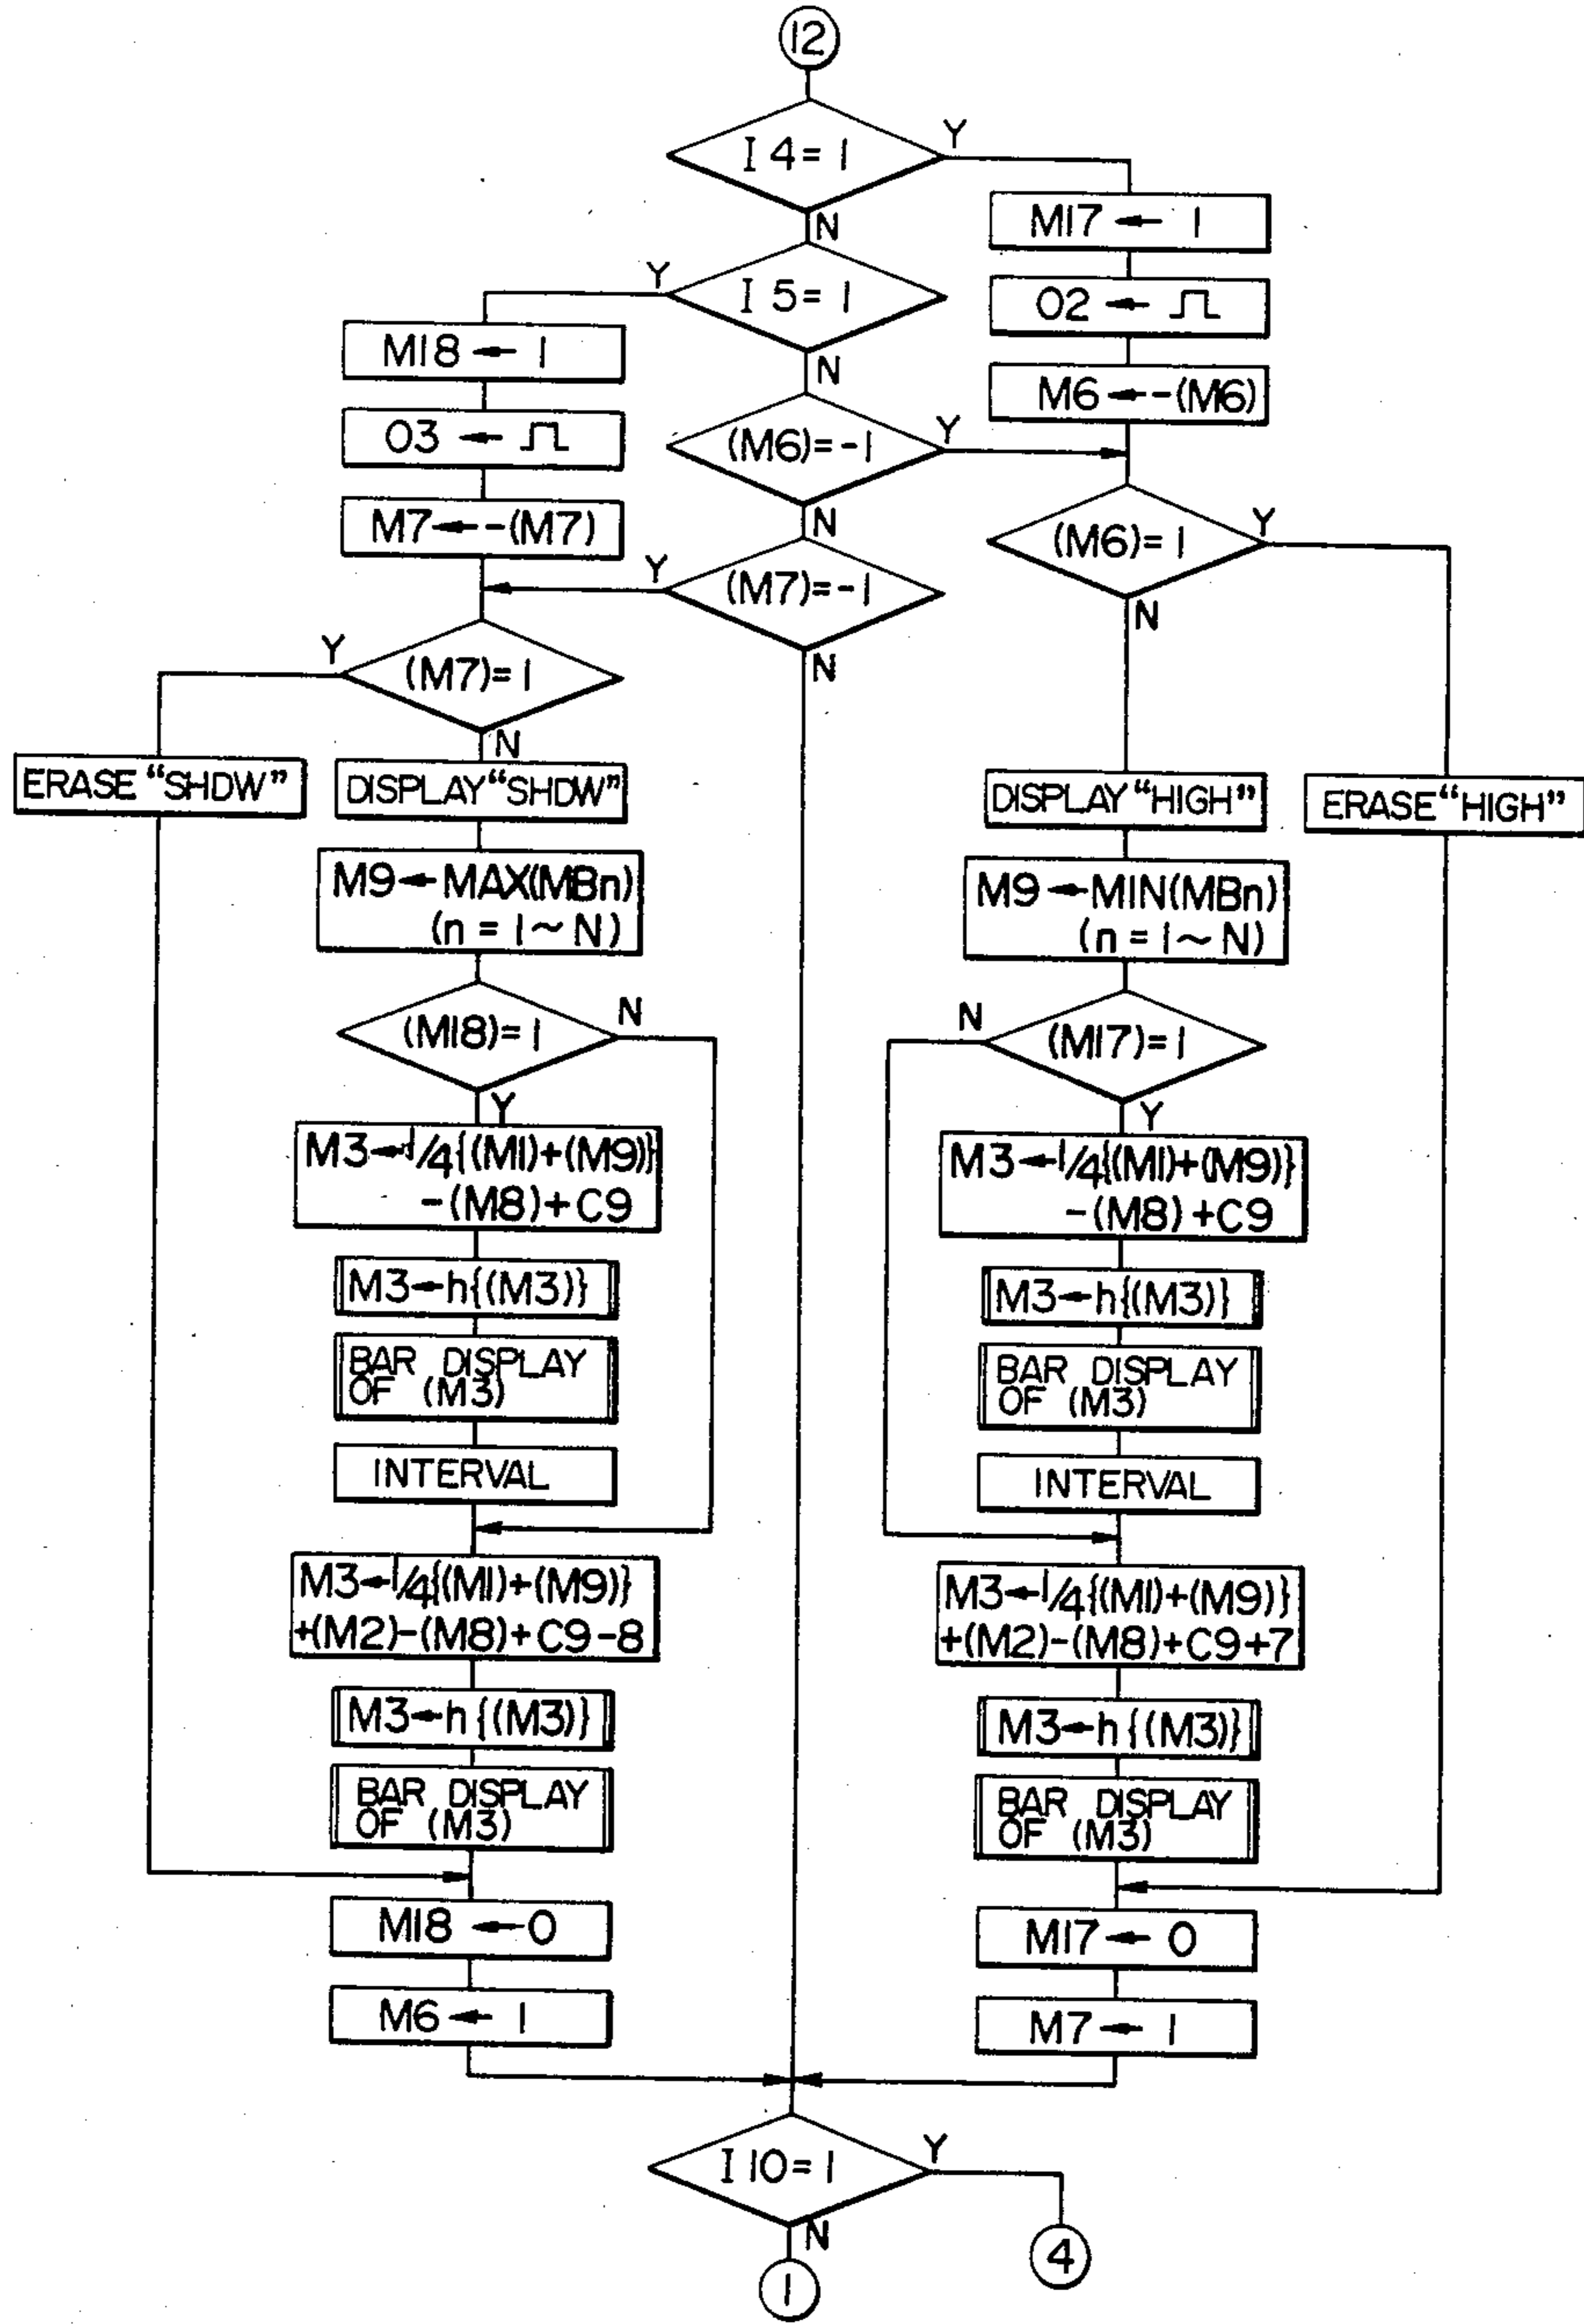 12
I 4 = 1
Y
N
M17 ← 1
O2 ← ⎍
M6 ← -(M6)
I 5 = 1
Y
N
M18 ← 1
O3 ← ⎍
M7 ← -(M7)
(M6) = -1
Y
N
(M7) = -1
Y
N
(M7) = 1
Y
N
ERASE “SHDW”
DISPLAY “SHDW”
M9 ← MAX(MBn)
(n = 1 ~ N)
(M18) = 1
N
Y
M3 ← 1/4{(M1)+(M9)}
-(M8)+C9
M3 ← h{(M3)}
BAR DISPLAY
OF (M3)
INTERVAL
M3 ← 1/4{(M1)+(M9)}
+(M2)-(M8)+C9-8
M3 ← h{(M3)}
BAR DISPLAY
OF (M3)
M18 ← 0
M6 ← 1
(M6) = 1
Y
N
DISPLAY “HIGH”
ERASE “HIGH”
M9 ← MIN(MBn)
(n = 1 ~ N)
(M17) = 1
N
Y
M3 ← 1/4{(M1)+(M9)}
-(M8)+C9
M3 ← h{(M3)}
BAR DISPLAY
OF (M3)
INTERVAL
M3 ← 1/4{(M1)+(M9)}
+(M2)-(M8)+C9+7
M3 ← h{(M3)}
BAR DISPLAY
OF (M3)
M17 ← 0
M7 ← 1
I 10 = 1
Y
N
4
1